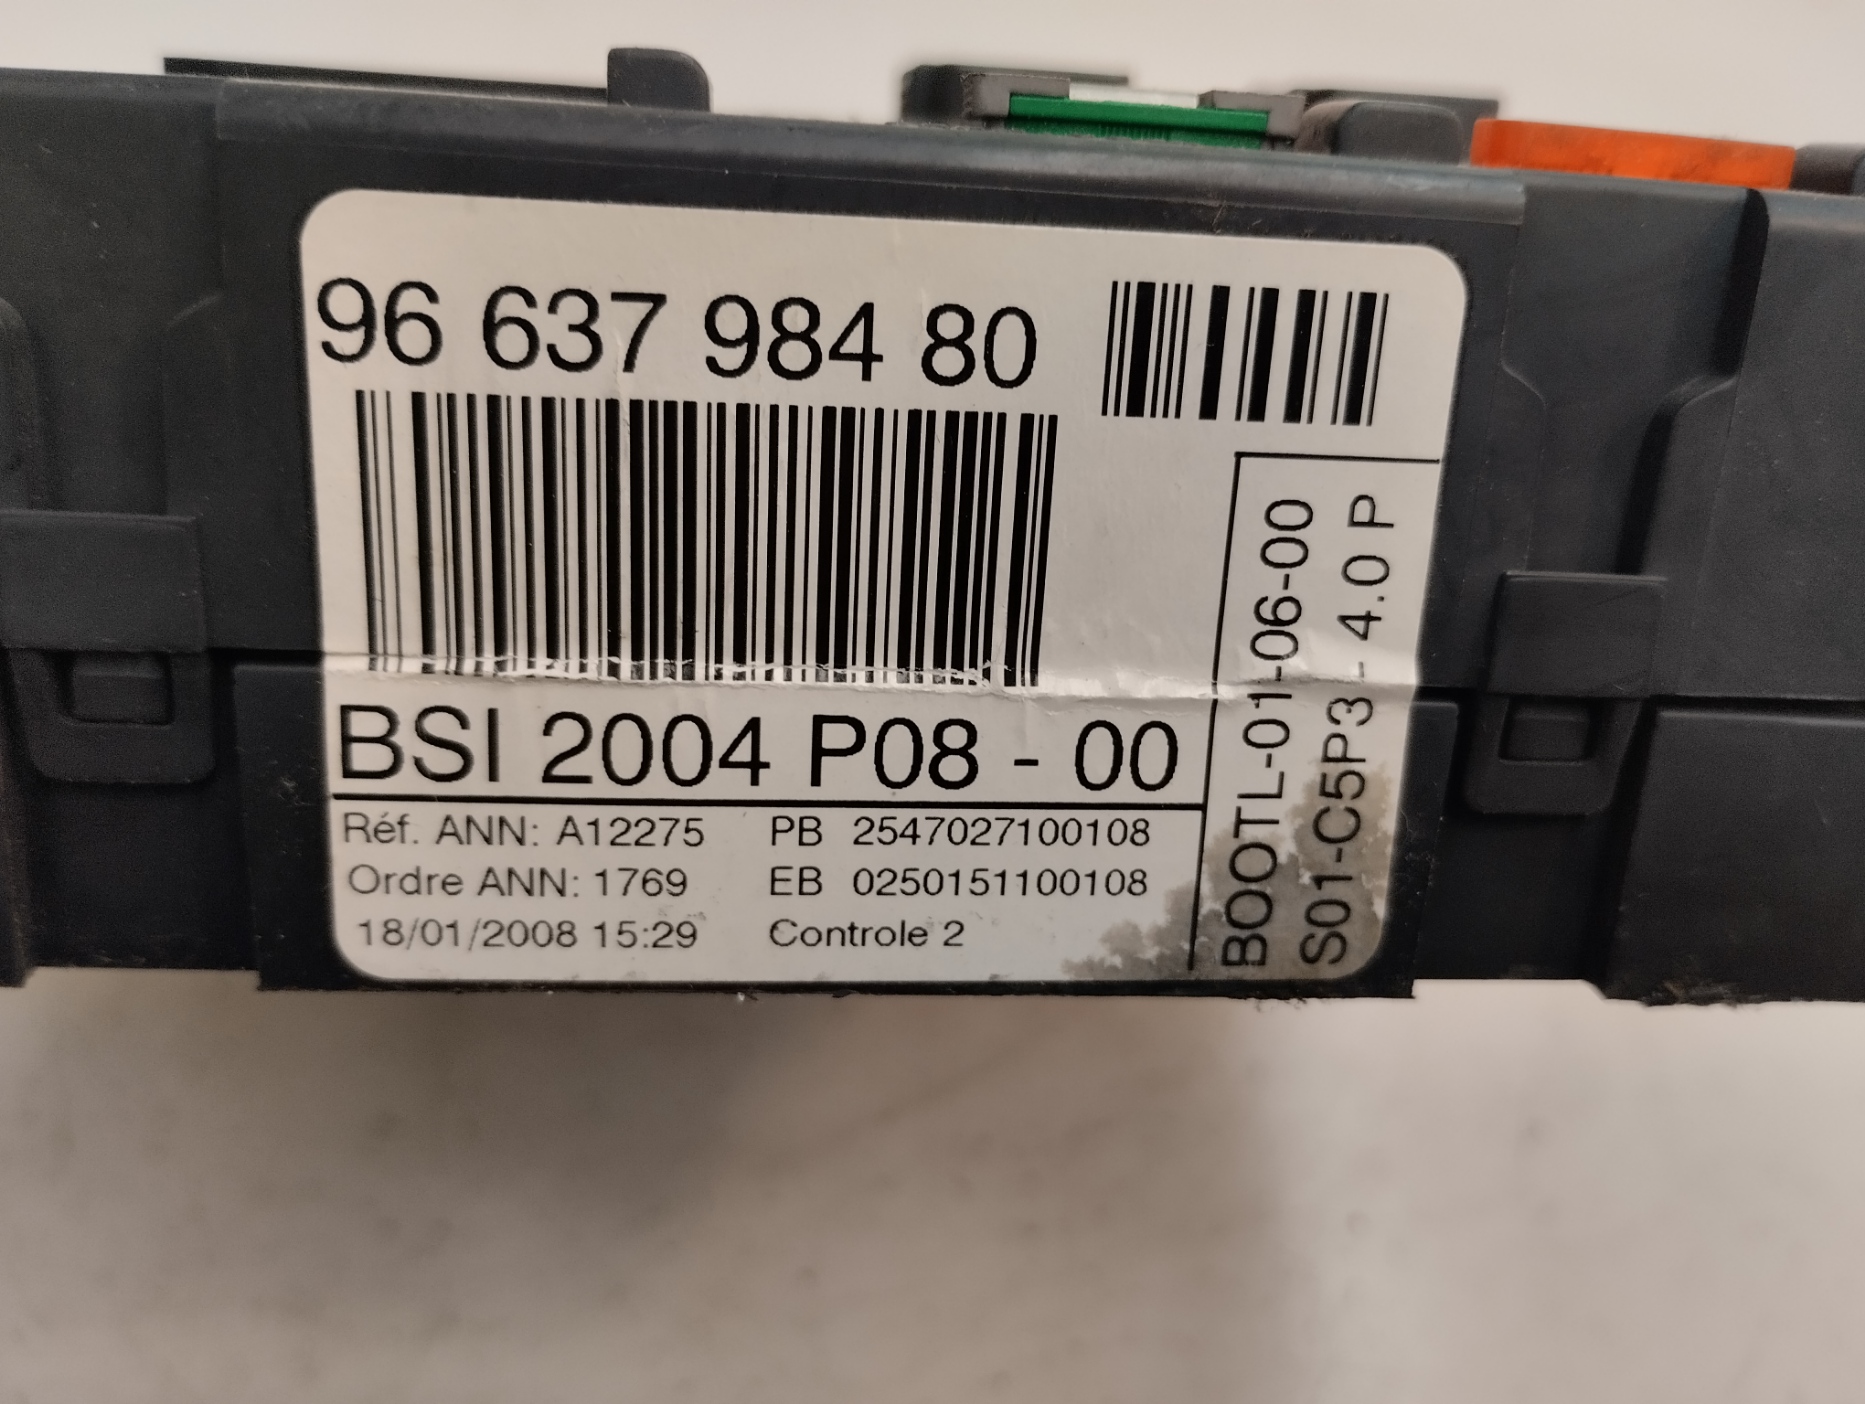 96 637 984 80
BSI 2004 P08 - 00
Réf. ANN: A12275 PB 2547027100108
Ordre ANN: 1769 EB 0250151100108
18/01/2008 15:29 Controle 2
BOOTL-01-06-00
S01-C5P3 - 4.0 P